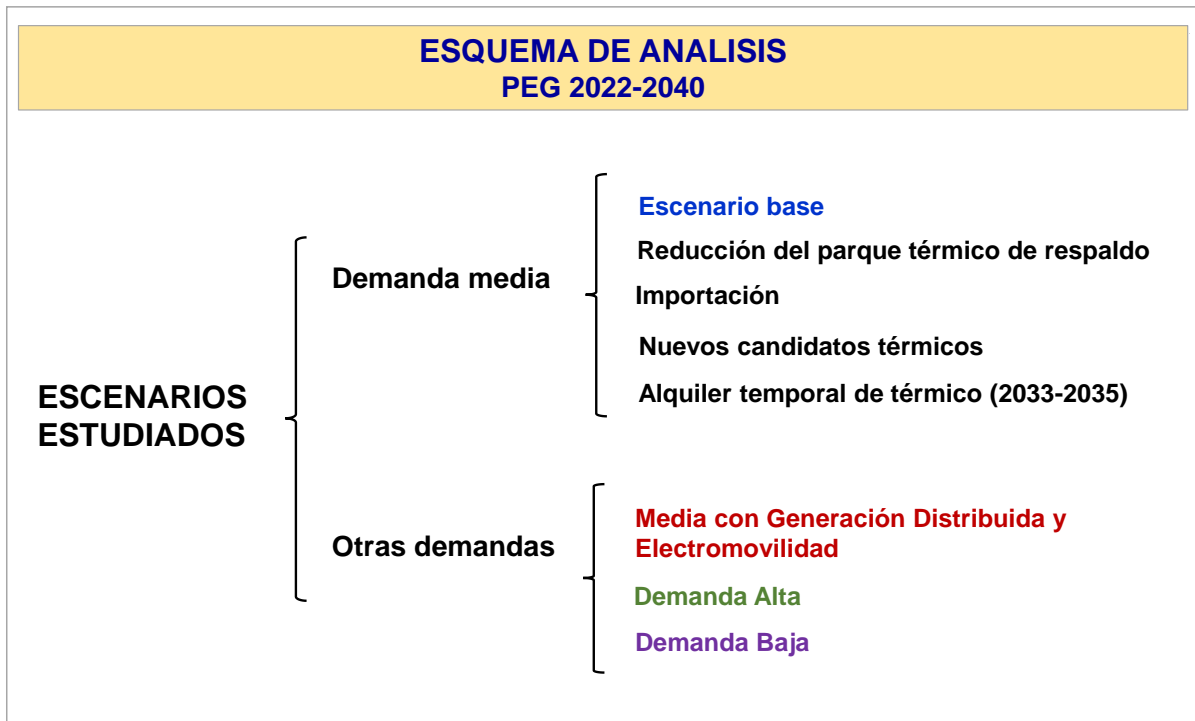 ESQUEMA DE ANALISIS
PEG 2022-2040
ESCENARIOS
ESTUDIADOS
Demanda media
Escenario base
Reducción del parque térmico de respaldo
Importación
Nuevos candidatos térmicos
Alquiler temporal de térmico (2033-2035)
Otras demandas
Media con Generación Distribuida y
Electromovilidad
Demanda Alta
Demanda Baja